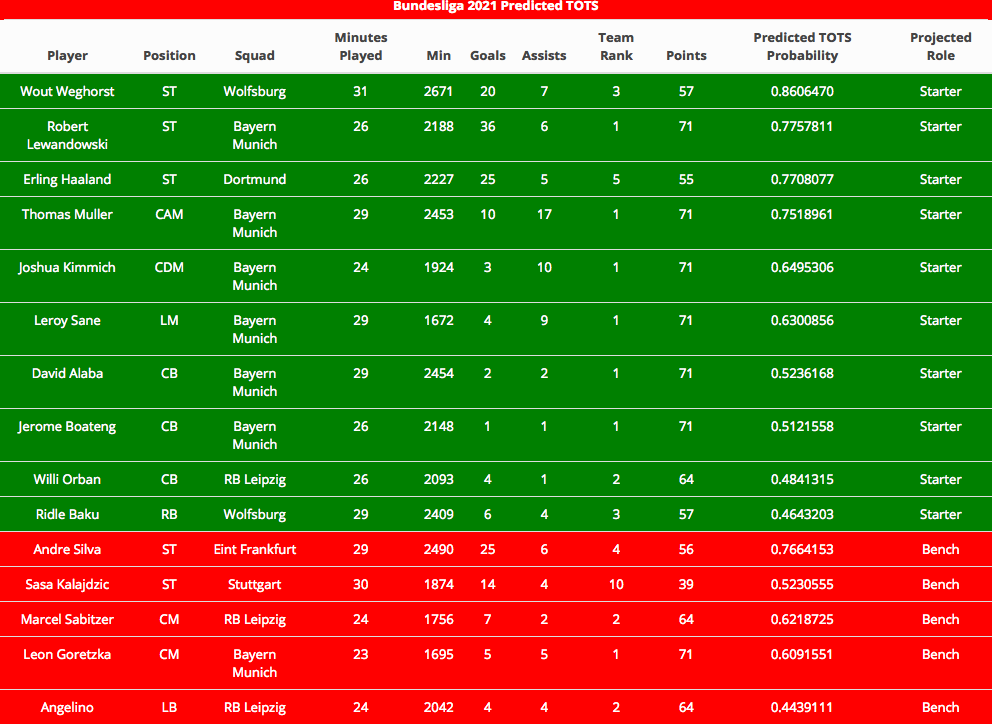 Bundesliga 2021 Predicted TOTS
Minutes Team Predicted TOTS Projected
Player Position Squad Played Min Goals Assists Rank Points Probability Role
Wout Weghorst ST Wolfsburg 31 2671 20 7 3 57 0.8606470 Starter
Robert ST Bayern 26 2188 36 6 1 71 0.7757811 Starter
Lewandowski Munich
Erling Haaland ST Dortmund 26 2227 25 5 5 55 0.7708077 Starter
Thomas Muller CAM Bayern 29 2453 10 17 1 71 0.7518961 Starter
Munich
Joshua Kimmich CDM Bayern 24 1924 3 10 1 71 0.6495306 Starter
Munich
Leroy Sane LM Bayern 29 1672 4 9 1 71 0.6300856 Starter
Munich
David Alaba CB Bayern 29 2454 2 2 1 71 0.5236168 Starter
Munich
Jerome Boateng CB Bayern 26 2148 1 1 1 71 0.5121558 Starter
Munich
Willi Orban CB RB Leipzig 26 2093 4 1 2 64 0.4841315 Starter
Ridle Baku RB Wolfsburg 29 2409 6 4 3 57 0.4643203 Starter
Andre Silva ST Eint Frankfurt 29 2490 25 6 4 56 0.7664153 Bench
Sasa Kalajdzic ST Stuttgart 30 1874 14 4 10 39 0.5230555 Bench
Marcel Sabitzer CM RB Leipzig 24 1756 7 2 2 64 0.6218725 Bench
Leon Goretzka CM Bayern 23 1695 5 5 1 71 0.6091551 Bench
Munich
Angelino LB RB Leipzig 24 2042 4 4 2 64 0.4439111 Bench